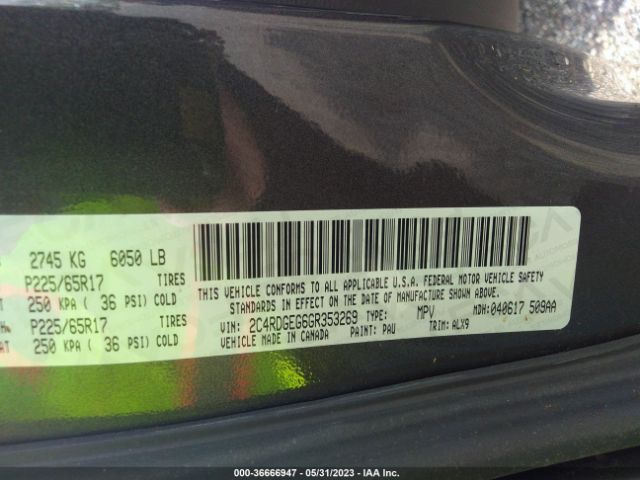 2745 KG 6050 LB
P225/65R17 TIRES
250 KPA ( 36 PSI) COLD
P225/65R17 TIRES
250 KPA ( 36 PSI) COLD
THIS VEHICLE CONFORMS TO ALL APPLICABLE U.S.A. FEDERAL MOTOR VEHICLE SAFETY
STANDARDS IN EFFECT ON THE DATE OF MANUFACTURE SHOWN ABOVE.
VIN: 2C4RDGEG6GR353269 TYPE: MPV MDH:040617 509AA
VEHICLE MADE IN CANADA PAINT: PAU TRIM: ALX9
000-36666947 - 05/31/2023 - IAA Inc.